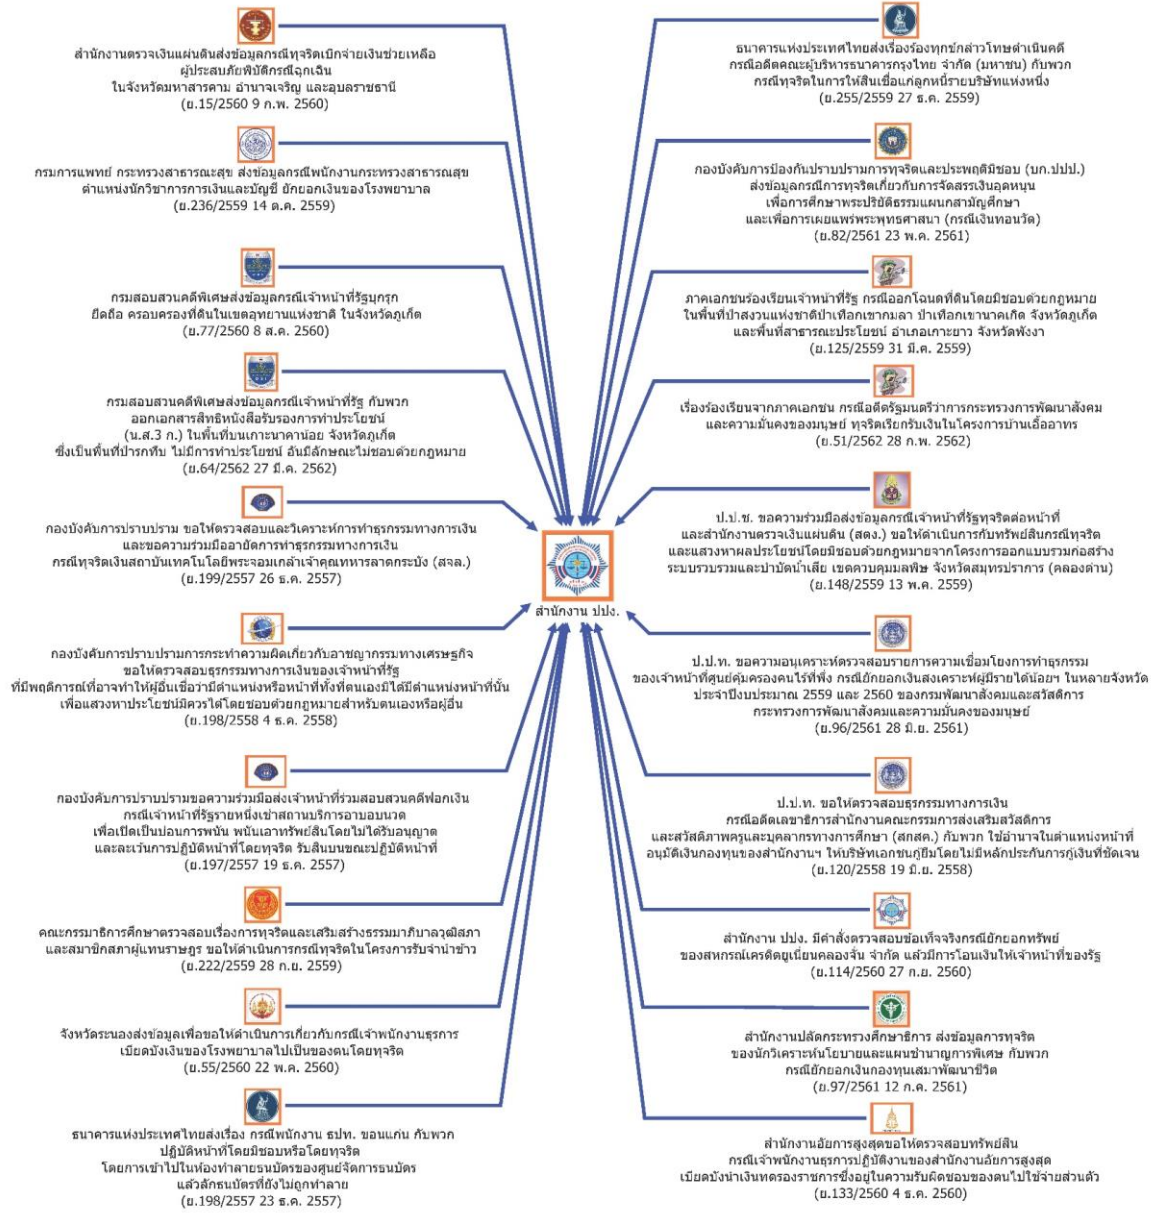 สำนักงานตรวจเงินแผ่นดินส่งข้อมูลกรณีทุจริตเบิกจ่ายเงินช่วยเหลือ
ผู้ประสบภัยพิบัติกรณีฉุกเฉิน
ในจังหวัดมหาสารคาม อำนาจเจริญ และอุบลราชธานี
(ย.15/2560 9 ก.พ. 2560)
กรมการแพทย์ กระทรวงสาธารณะสุข ส่งข้อมูลกรณีพนักงานกระทรวงสาธารณสุข
ตำแหน่งนักวิชาการการเงินและบัญชี ยักยอกเงินของโรงพยาบาล
(ย.236/2559 14 ต.ค. 2559)
กรมสอบสวนคดีพิเศษส่งข้อมูลกรณีเจ้าหน้าที่รัฐบุกรุก
ยึดถือ ครอบครองที่ดินในเขตอุทยานแห่งชาติ ในจังหวัดภูเก็ต
(ย.77/2560 8 ส.ค. 2560)
กรมสอบสวนคดีพิเศษส่งข้อมูลกรณีเจ้าหน้าที่รัฐ กับพวก
ออกเอกสารสิทธิหนังสือรับรองการทำประโยชน์
(น.ส.3 ก.) ในพื้นที่บนเกาะนาคาน้อย จังหวัดภูเก็ต
ซึ่งเป็นพื้นที่ป่ารกทึบ ไม่มีการทำประโยชน์ อันมีลักษณะไม่ชอบด้วยกฎหมาย
(ย.64/2562 27 มี.ค. 2562)
กองบังคับการปราบปราม ขอให้ตรวจสอบและวิเคราะห์การทำธุรกรรมทางการเงิน
และขอความร่วมมืออายัดการทำธุรกรรมทางการเงิน
กรณีทุจริตเงินสถาบันเทคโนโลยีพระจอมเกล้าเจ้าคุณทหารลาดกระบัง (สจล.)
(ย.199/2557 26 ธ.ค. 2557)
กองบังคับการปราบปรามการกระทำความผิดเกี่ยวกับอาชญากรรมทางเศรษฐกิจ
ขอให้ตรวจสอบธุรกรรมทางการเงินของเจ้าหน้าที่รัฐ
ที่มีพฤติการณ์ที่อาจทำให้ผู้อื่นเชื่อว่ามีตำแหน่งหรือหน้าที่ทั้งที่ตนเองมิได้มีตำแหน่งหน้าที่นั้น
เพื่อแสวงหาประโยชน์มิควรได้โดยชอบด้วยกฎหมายสำหรับตนเองหรือผู้อื่น
(ย.198/2558 4 ธ.ค. 2558)
กองบังคับการปราบปรามขอความร่วมมือส่งเจ้าหน้าที่ร่วมสอบสวนคดีฟอกเงิน
กรณีเจ้าหน้าที่รัฐรายหนึ่งเช่าสถานบริการอาบอบนวด
เพื่อเปิดเป็นบ่อนการพนัน พนันเอาทรัพย์สินโดยไม่ได้รับอนุญาต
และละเว้นการปฏิบัติหน้าที่โดยทุจริต รับสินบนขณะปฏิบัติหน้าที่
(ย.197/2557 19 ธ.ค. 2557)
คณะกรรมาธิการศึกษาตรวจสอบเรื่องการทุจริตและเสริมสร้างธรรมมาภิบาลวุฒิสภา
และสมาชิกสภาผู้แทนราษฎร ขอให้ดำเนินการกรณีทุจริตในโครงการรับจำนำข้าว
(ย.222/2559 28 ก.ย. 2559)
จังหวัดระนองส่งข้อมูลเพื่อขอให้ดำเนินการเกี่ยวกับกรณีเจ้าพนักงานธุรการ
เบียดบังเงินของโรงพยาบาลไปเป็นของตนโดยทุจริต
(ย.55/2560 22 พ.ค. 2560)
ธนาคารแห่งประเทศไทยส่งเรื่อง กรณีพนักงาน ธปท. ขอนแก่น กับพวก
ปฏิบัติหน้าที่โดยมิชอบหรือโดยทุจริต
โดยการเข้าไปในห้องทำลายธนบัตรของศูนย์จัดการธนบัตร
แล้วลักธนบัตรที่ยังไม่ถูกทำลาย
(ย.198/2557 23 ธ.ค. 2557)
สำนักงาน ปปง.
ธนาคารแห่งประเทศไทยส่งเรื่องร้องทุกข์กล่าวโทษดำเนินคดี
กรณีอดีตคณะผู้บริหารธนาคารกรุงไทย จำกัด (มหาชน) กับพวก
กรณีทุจริตในการให้สินเชื่อแก่ลูกหนี้รายบริษัทแห่งหนึ่ง
(ย.255/2559 27 ธ.ค. 2559)
กองบังคับการป้องกันปราบปรามการทุจริตและประพฤติมิชอบ (บก.ปปป.)
ส่งข้อมูลกรณีการทุจริตเกี่ยวกับการจัดสรรเงินอุดหนุน
เพื่อการศึกษาพระปริยัติธรรมแผนกสามัญศึกษา
และเพื่อการเผยแพร่พระพุทธศาสนา (กรณีเงินทอนวัด)
(ย.82/2561 23 พ.ค. 2561)
ภาคเอกชนร้องเรียนเจ้าหน้าที่รัฐ กรณีออกโฉนดที่ดินโดยมิชอบด้วยกฎหมาย
ในพื้นที่ป่าสงวนแห่งชาติป่าเทือกเขากมลา ป่าเทือกเขานาคเกิด จังหวัดภูเก็ต
และพื้นที่สาธารณะประโยชน์ อำเภอเกาะยาว จังหวัดพังงา
(ย.125/2559 31 มี.ค. 2559)
เรื่องร้องเรียนจากภาคเอกชน กรณีอดีตรัฐมนตรีว่าการกระทรวงการพัฒนาสังคม
และความมั่นคงของมนุษย์ ทุจริตเรียกรับเงินในโครงการบ้านเอื้ออาทร
(ย.51/2562 28 ก.พ. 2562)
ป.ป.ช. ขอความร่วมมือส่งข้อมูลกรณีเจ้าหน้าที่รัฐทุจริตต่อหน้าที่
และสำนักงานตรวจเงินแผ่นดิน (สตง.) ขอให้ดำเนินการกับทรัพย์สินกรณีทุจริต
และแสวงหาผลประโยชน์โดยมิชอบด้วยกฎหมายจากโครงการออกแบบรวมก่อสร้าง
ระบบรวบรวมและบำบัดน้ำเสีย เขตควบคุมมลพิษ จังหวัดสมุทรปราการ (คลองด่าน)
(ย.148/2559 13 พ.ค. 2559)
ป.ป.ท. ขอความอนุเคราะห์ตรวจสอบรายการความเชื่อมโยงการทำธุรกรรม
ของเจ้าหน้าที่ศูนย์คุ้มครองคนไร้ที่พึ่ง กรณียักยอกเงินสงเคราะห์ผู้มีรายได้น้อยฯ ในหลายจังหวัด
ประจำปีงบประมาณ 2559 และ 2560 ของกรมพัฒนาสังคมและสวัสดิการ
กระทรวงการพัฒนาสังคมและความมั่นคงของมนุษย์
(ย.96/2561 28 มิ.ย. 2561)
ป.ป.ท. ขอให้ตรวจสอบธุรกรรมทางการเงิน
กรณีอดีตเลขาธิการสำนักงานคณะกรรมการส่งเสริมสวัสดิการ
และสวัสดิภาพครูและบุคลากรทางการศึกษา (สกสค.) กับพวก ใช้อำนาจในตำแหน่งหน้าที่
อนุมัติเงินกองทุนของสำนักงานฯ ให้บริษัทเอกชนกู้ยืมโดยไม่มีหลักประกันการกู้เงินที่ชัดเจน
(ย.120/2558 19 มิ.ย. 2558)
สำนักงาน ปปง. มีคำสั่งตรวจสอบข้อเท็จจริงกรณียักยอกทรัพย์
ของสหกรณ์เครดิตยูเนี่ยนคลองจั่น จำกัด แล้วมีการโอนเงินให้เจ้าหน้าที่ของรัฐ
(ย.114/2560 27 ก.ย. 2560)
สำนักงานปลัดกระทรวงศึกษาธิการ ส่งข้อมูลการทุจริต
ของนักวิเคราะห์นโยบายและแผนชำนาญการพิเศษ กับพวก
กรณียักยอกเงินกองทุนเสมาพัฒนาชีวิต
(ย.97/2561 12 ก.ค. 2561)
สำนักงานอัยการสูงสุดขอให้ตรวจสอบทรัพย์สิน
กรณีเจ้าพนักงานธุรการปฏิบัติงานของสำนักงานอัยการสูงสุด
เบียดบังนำเงินทดรองราชการซึ่งอยู่ในความรับผิดชอบของตนไปใช้จ่ายส่วนตัว
(ย.133/2560 4 ธ.ค. 2560)